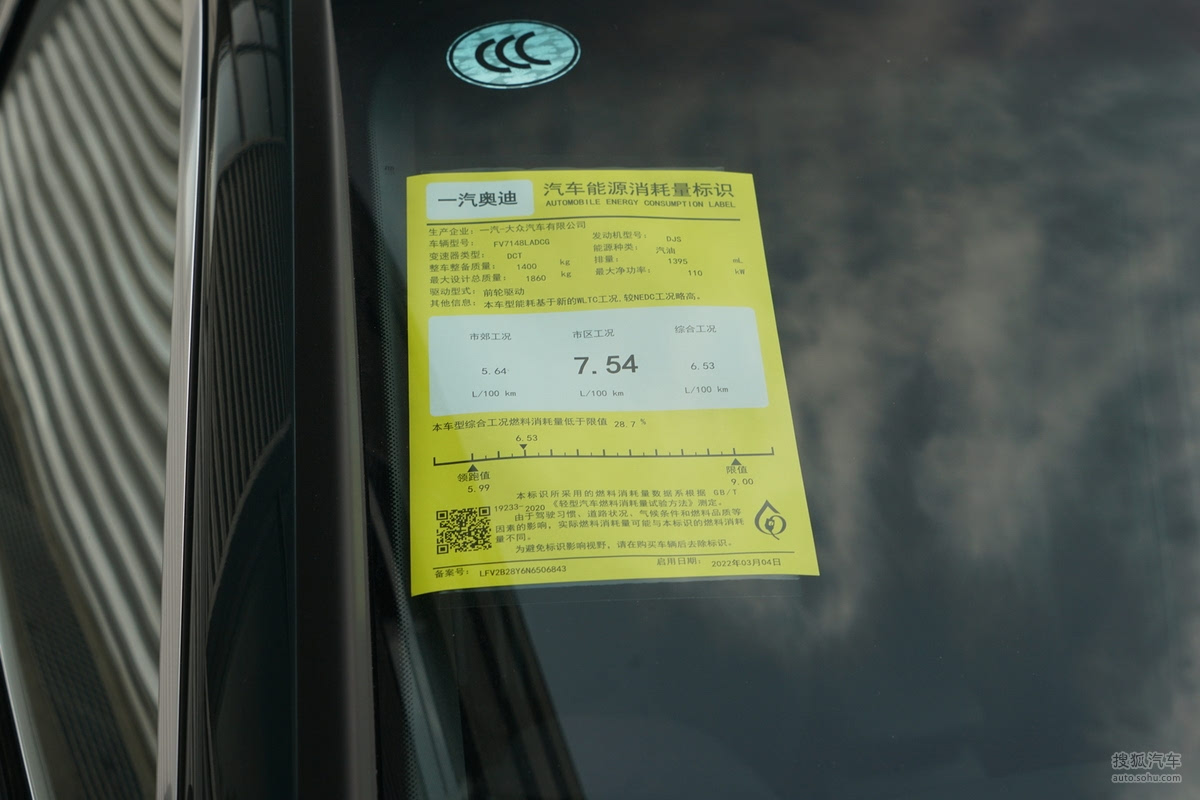 CCC
一汽奥迪
汽车能源消耗量标识
AUTOMOBILE ENERGY CONSUMPTION LABEL
生产企业: 一汽-大众汽车有限公司
车辆型号: FV7148LADCG 发动机型号: DJS
变速器类型: DCT 能源种类: 汽油
整车整备质量: 1400 kg 排量: 1395 mL
最大设计总质量: 1860 kg 最大净功率: 110 kW
驱动型式: 前轮驱动
其他信息: 本车型能耗基于新的WLTC工况,较NEDC工况略高。
市郊工况 市区工况 综合工况
5.64 7.54 6.53
L/100 km L/100 km L/100 km
本车型综合工况燃料消耗量低于限值 28.7 %
6.53
领跑值 限值
5.99 9.00
本标识所采用的燃料消耗量数据系根据 GB/T
19233-2020 《轻型汽车燃料消耗量试验方法》测定。
由于驾驶习惯、道路状况、气候条件和燃料品质等
因素的影响,实际燃料消耗量可能与本标识的燃料消耗
量不同。
为避免标识影响视野,请在购买车辆后去除标识。
备案号: LFV2B28Y6N6506843 启用日期: 2022年03月04日
搜狐汽车
auto.sohu.com